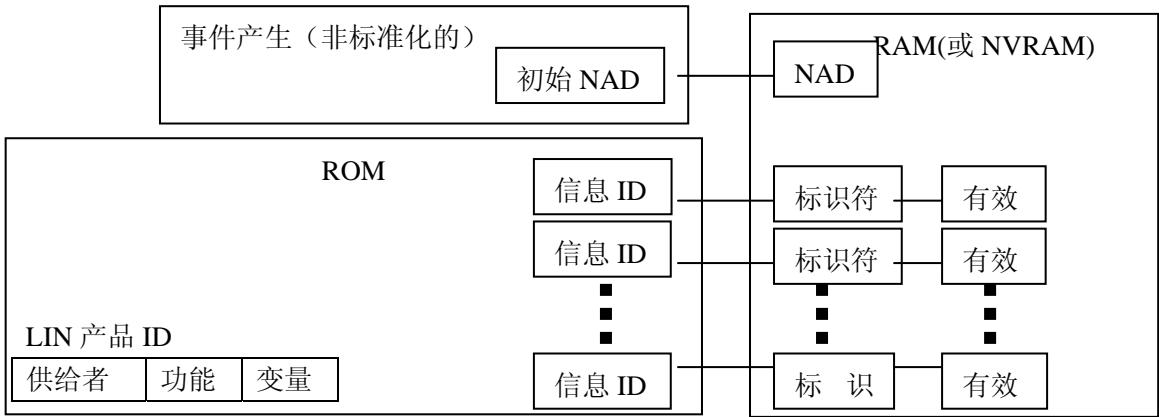 事件产生（非标准化的）
RAM(或 NVRAM)
初始 NAD
NAD
ROM
信息 ID
标识符
有效
信息 ID
标识符
有效
LIN 产品 ID
供给者 功能 变量
信息 ID
标 识
有效